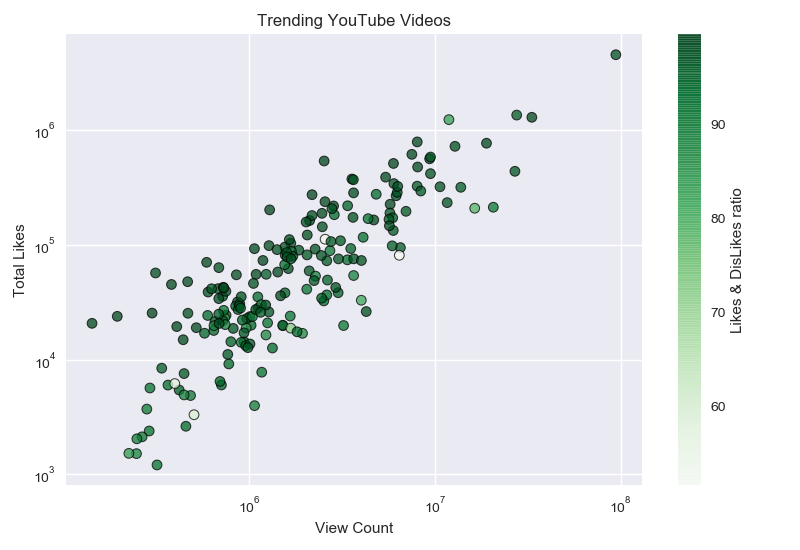 Trending YouTube Videos
Total Likes
10^6
10^5
10^4
10^3
10^6
10^7
10^8
View Count
90
80
70
60
Likes & DisLikes ratio